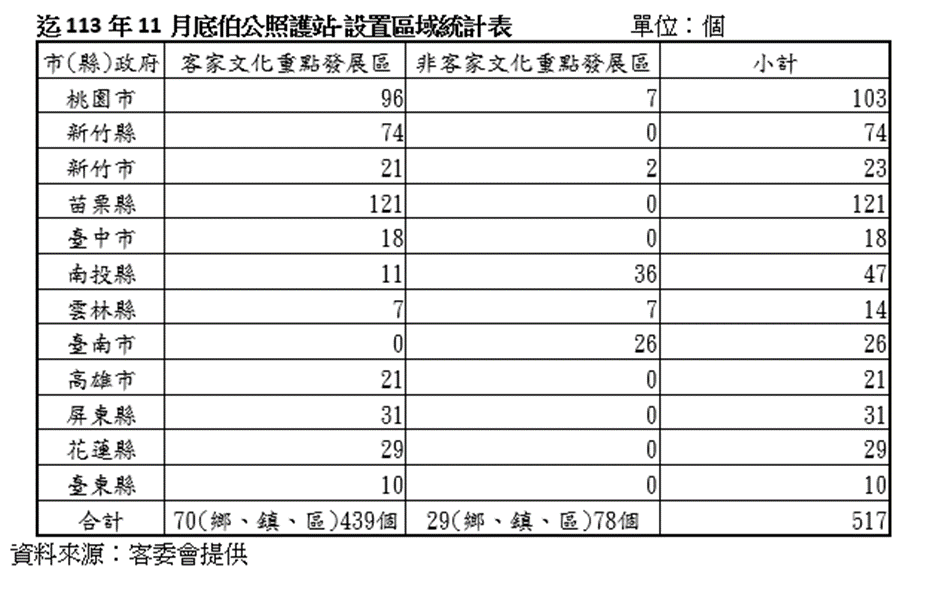 迄 113 年 11 月底伯公照護站-設置區域統計表 單位：個
市(縣)政府 客家文化重點發展區 非客家文化重點發展區 小計
桃園市 96 7 103
新竹縣 74 0 74
新竹市 21 2 23
苗栗縣 121 0 121
臺中市 18 0 18
南投縣 11 36 47
雲林縣 7 7 14
臺南市 0 26 26
高雄市 21 0 21
屏東縣 31 0 31
花蓮縣 29 0 29
臺東縣 10 0 10
合計 70(鄉、鎮、區)439個 29(鄉、鎮、區)78個 517
資料來源：客委會提供